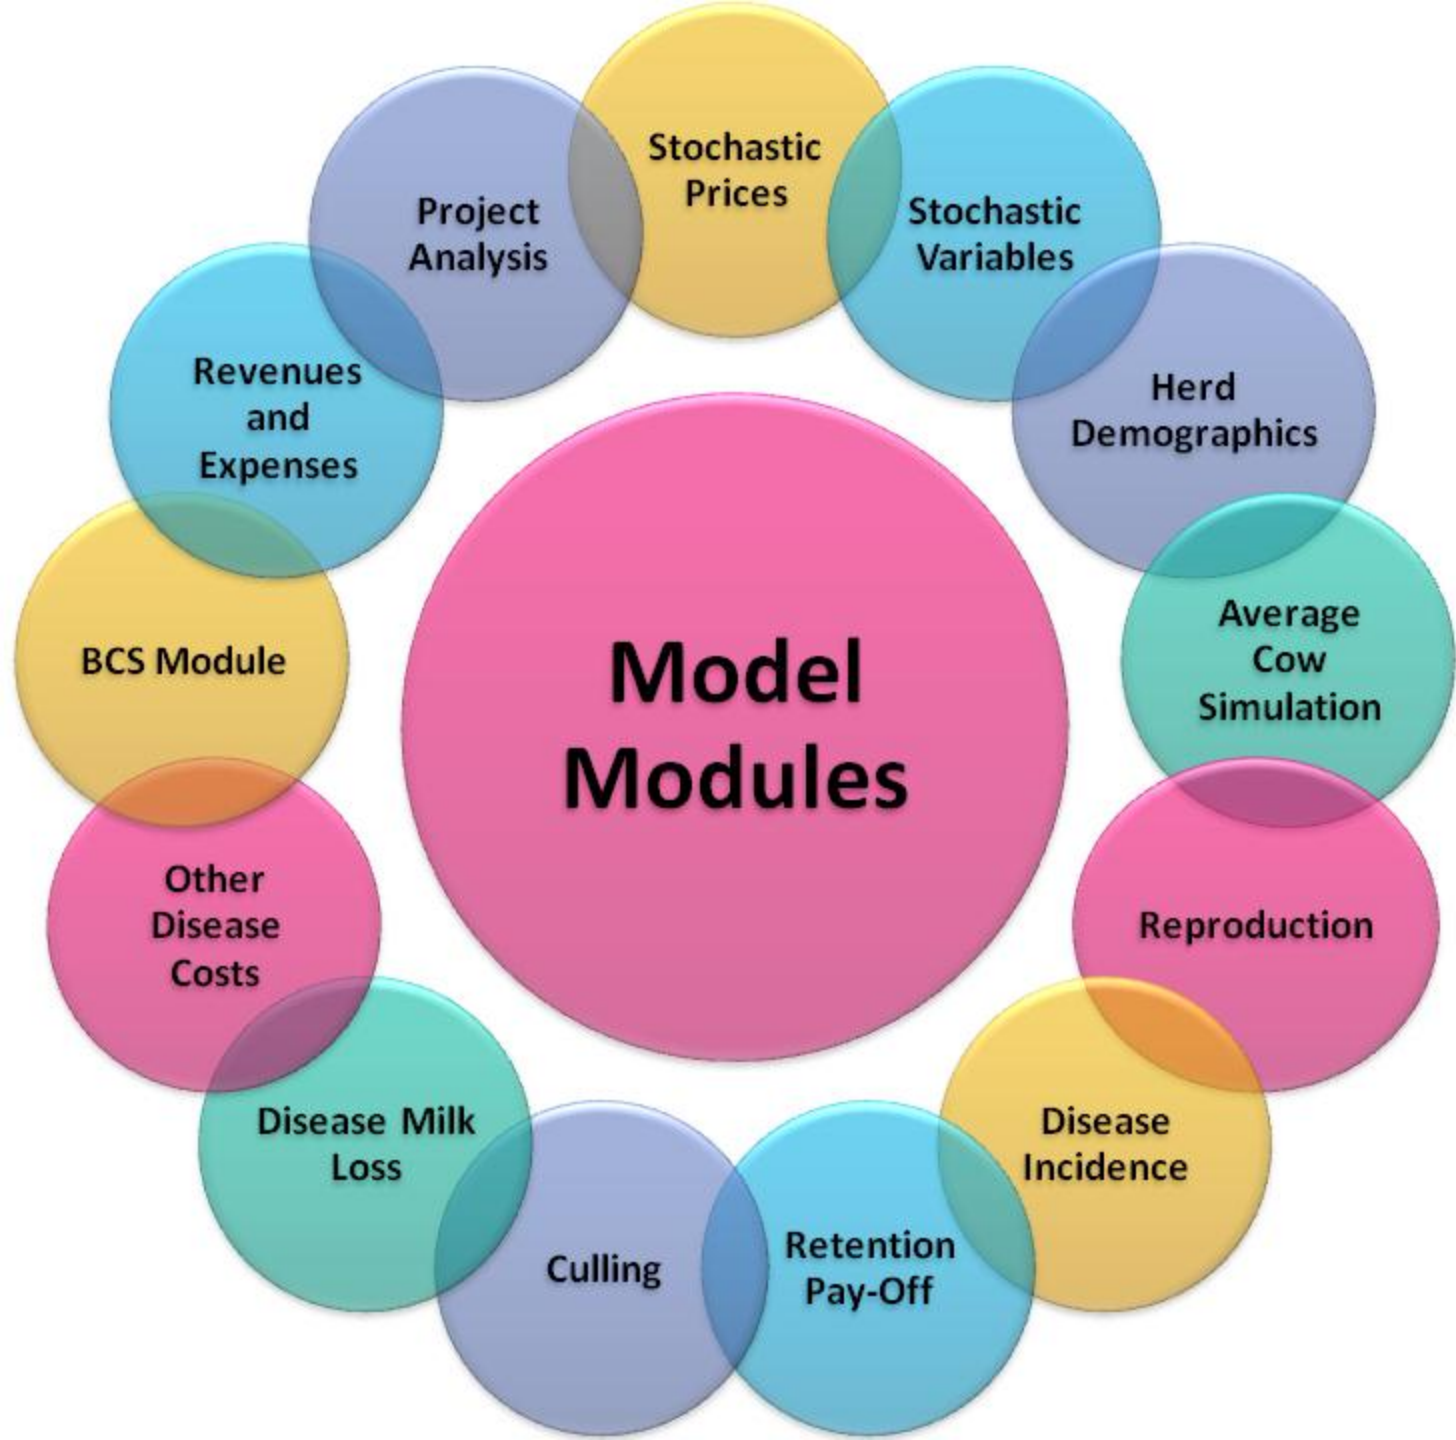 Stochastic
Prices
Stochastic
Variables
Herd
Demographics
Average
Cow
Simulation
Reproduction
Disease
Incidence
Retention
Pay-Off
Culling
Disease Milk
Loss
Other
Disease
Costs
BCS Module
Revenues
and
Expenses
Project
Analysis
Model
Modules